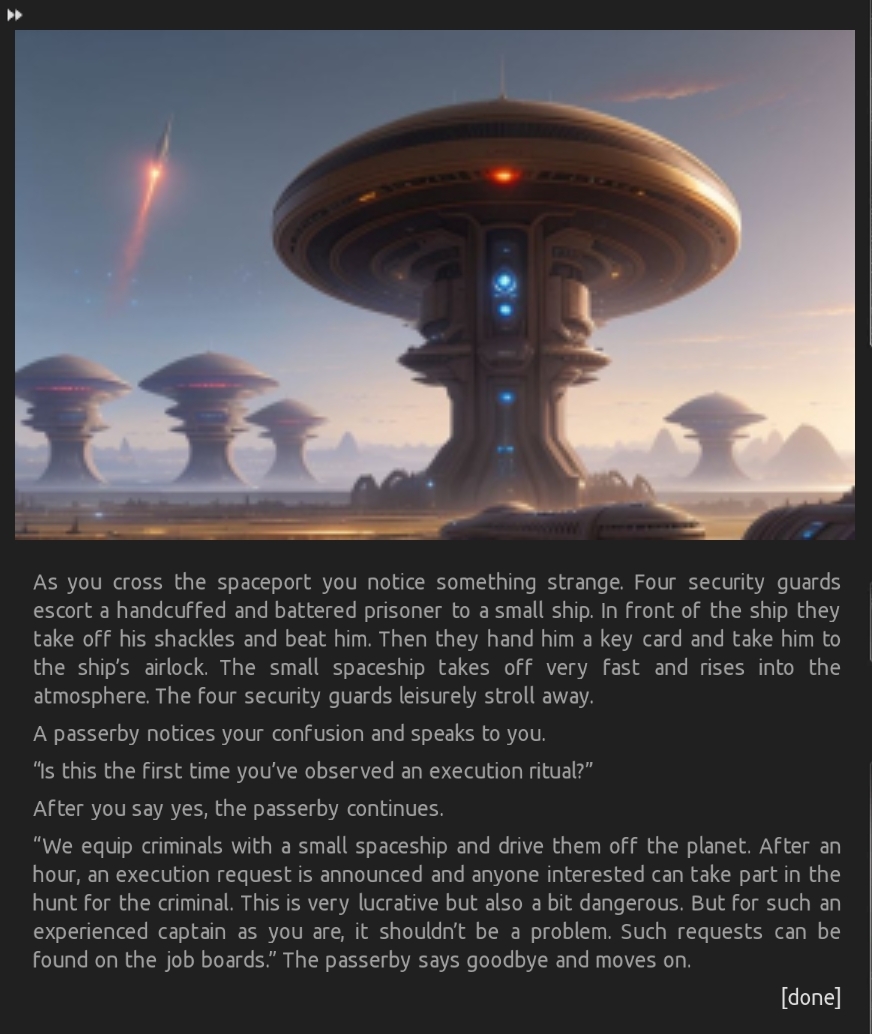 As you cross the spaceport you notice something strange. Four security guards
escort a handcuffed and battered prisoner to a small ship. In front of the ship they
take off his shackles and beat him. Then they hand him a key card and take him to
the ship’s airlock. The small spaceship takes off very fast and rises into the
atmosphere. The four security guards leisurely stroll away.
A passerby notices your confusion and speaks to you.
“Is this the first time you’ve observed an execution ritual?”
After you say yes, the passerby continues.
“We equip criminals with a small spaceship and drive them off the planet. After an
hour, an execution request is announced and anyone interested can take part in the
hunt for the criminal. This is very lucrative but also a bit dangerous. But for such an
experienced captain as you are, it shouldn’t be a problem. Such requests can be
found on the job boards.” The passerby says goodbye and moves on.
[done]